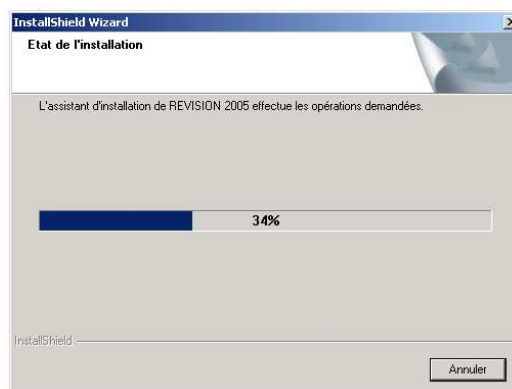 InstallShield Wizard
Etat de l'installation
L'assistant d'installation de REVISION 2005 effectue les opérations demandées.
34%
InstallShield
Annuler